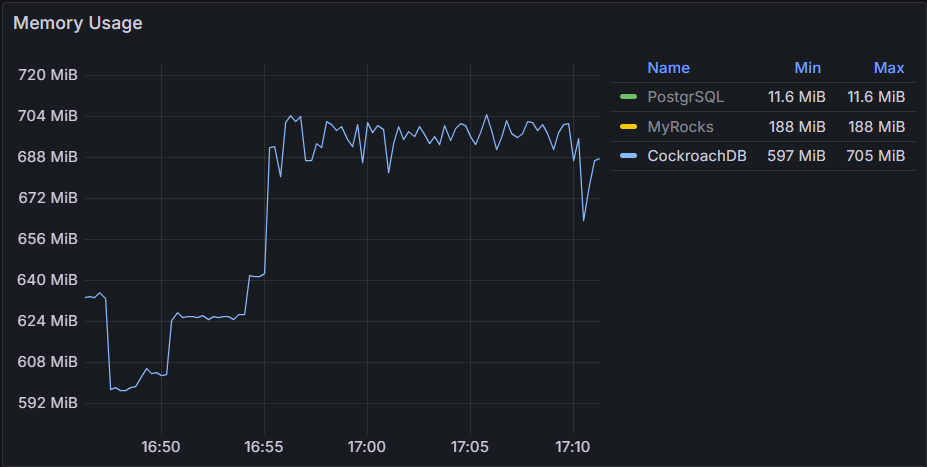 Memory Usage
720 MiB
704 MiB
688 MiB
672 MiB
656 MiB
640 MiB
624 MiB
608 MiB
592 MiB
16:50 16:55 17:00 17:05 17:10
Name Min Max
PostgrSQL 11.6 MiB 11.6 MiB
MyRocks 188 MiB 188 MiB
CockroachDB 597 MiB 705 MiB